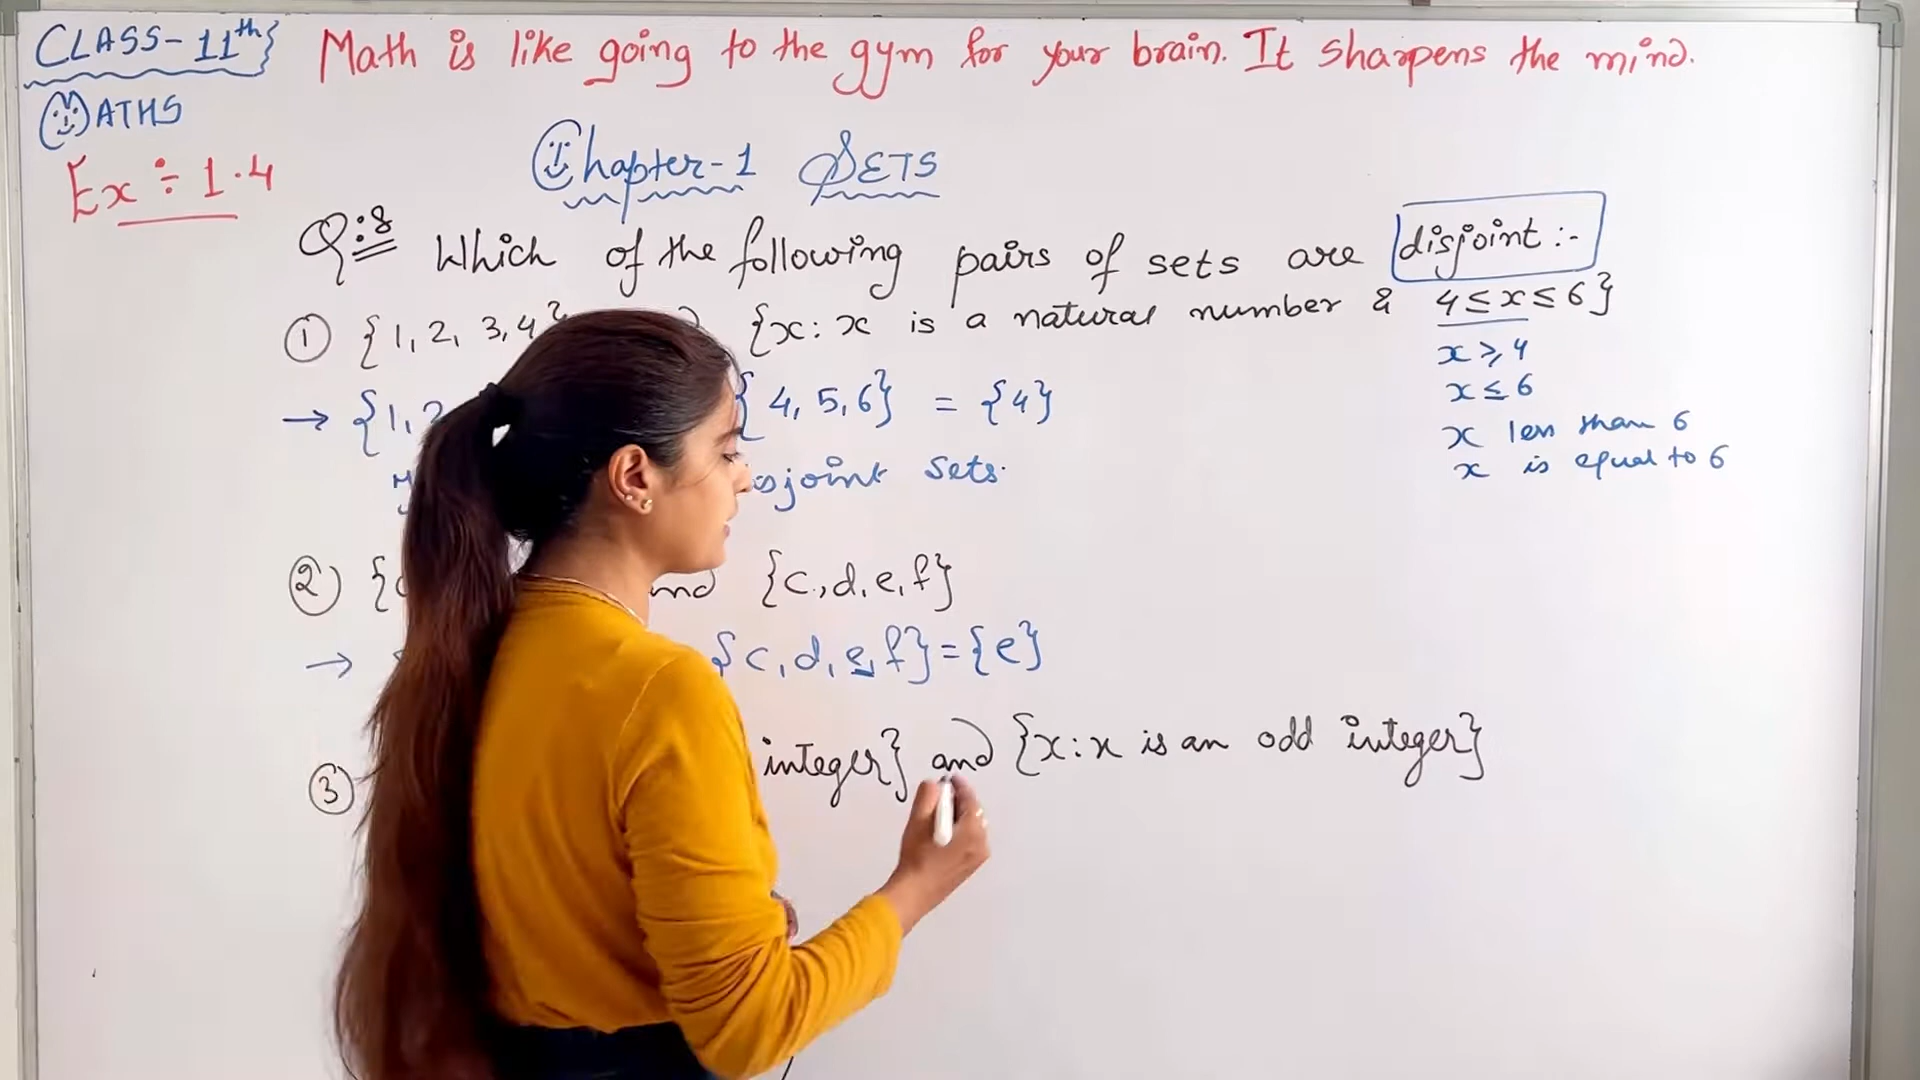 CLASS-11th} Math is like going to the gym for your brain. It sharpens the mind.
MATHS
Ex ÷ 1.4
Chapter-1 SETS
Q:8 Which of the following pairs of sets are disjoint :-
① {1, 2, 3, 4} {x : x is a natural number & 4 ≤ x ≤ 6}
x ≥ 4
→ {1, 2 { 4, 5, 6} = {4}
x ≤ 6
x less than 6
sjoint sets.
x is equal to 6
② { and {c, d, e, f}
→ {c, d, e, f} = {e}
③ integer} and {x : x is an odd integer}